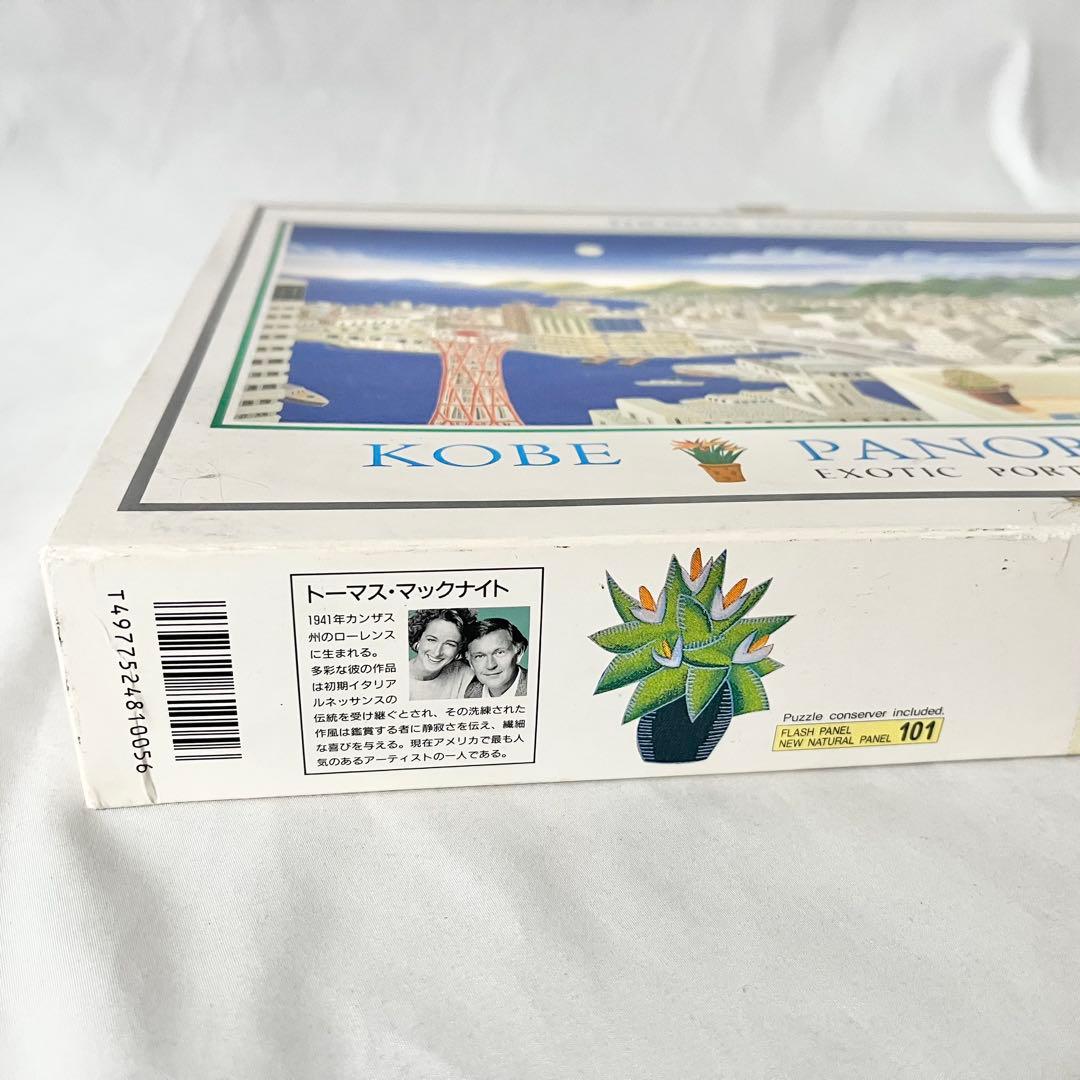 KOBE
PANOR
EXOTIC PORT
T4977524810056
トーマス・マックナイト
1941年カンザス
州のローレンス
に生まれる。
多彩な彼の作品
は初期イタリア
ルネッサンスの
伝統を受け継ぐとされ、その洗練された
作風は鑑賞する者に静寂さを伝え、繊細
な喜びを与える。現在アメリカで最も人
気のあるアーティストの一人である。
Puzzle conserver included.
FLASH PANEL
NEW NATURAL PANEL 101